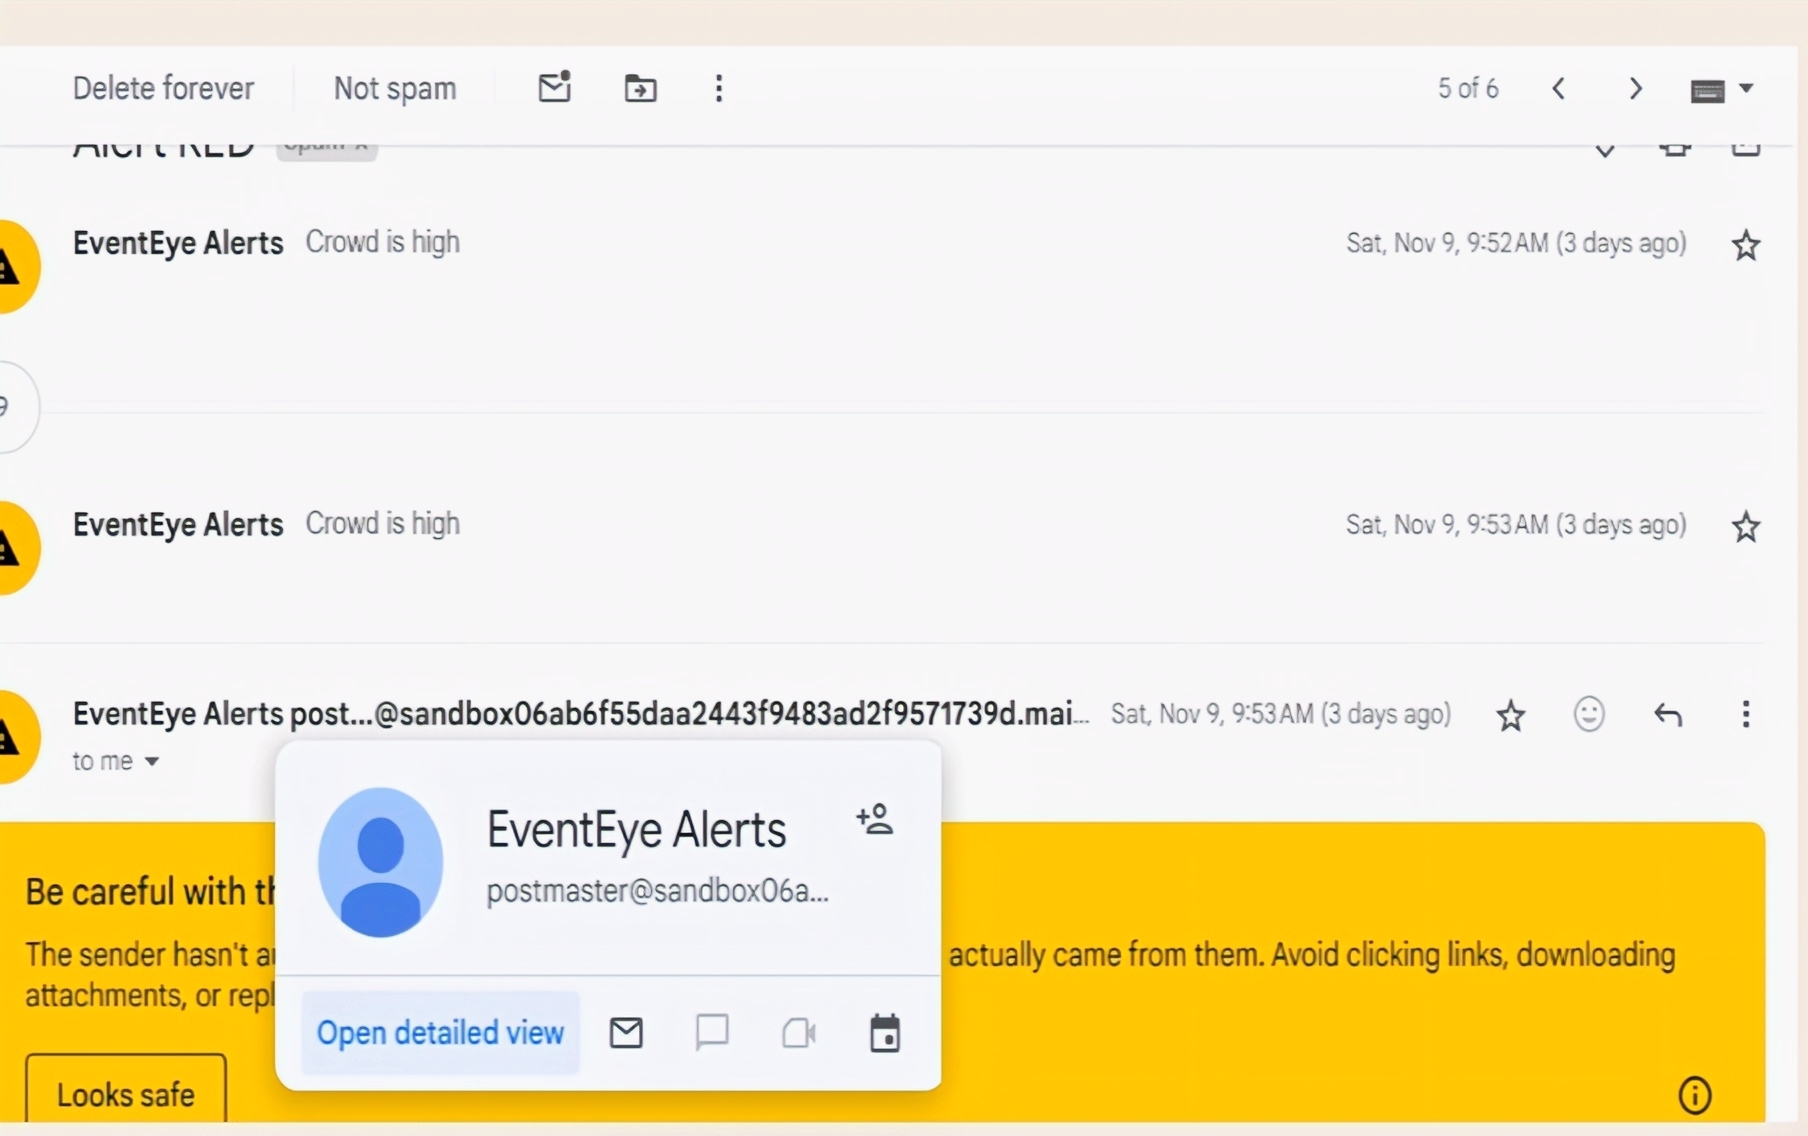 Delete forever Not spam 5 of 6
Alert RED Spam x
EventEye Alerts Crowd is high Sat, Nov 9, 9:52 AM (3 days ago)
9
EventEye Alerts Crowd is high Sat, Nov 9, 9:53 AM (3 days ago)
EventEye Alerts post...@sandbox06ab6f55daa2443f9483ad2f9571739d.mai... Sat, Nov 9, 9:53 AM (3 days ago)
to me
EventEye Alerts
postmaster@sandbox06a...
Open detailed view
Be careful with th
The sender hasn't a actually came from them. Avoid clicking links, downloading
attachments, or repl
Looks safe